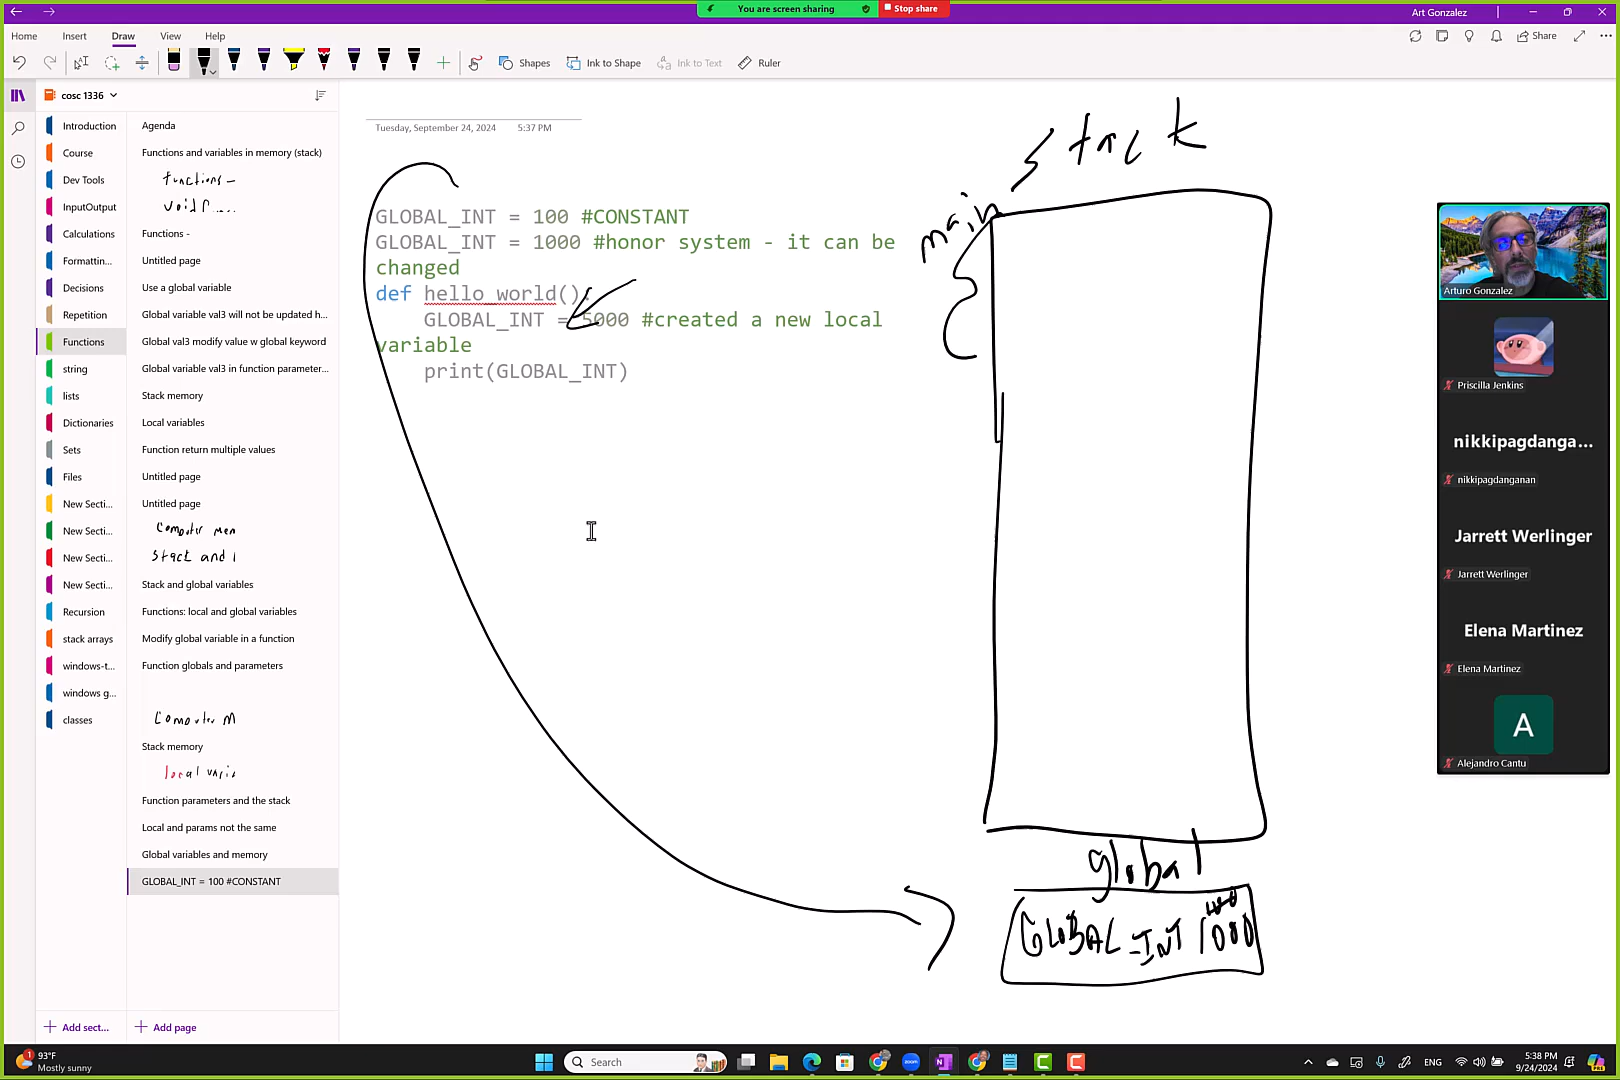 You are screen sharing
Stop share
Art Gonzalez
Home Insert Draw View Help
Share
Shapes
Ink to Shape
Ink to Text
Ruler
cosc 1336
Introduction
Course
Dev Tools
InputOutput
Calculations
Formattin...
Decisions
Repetition
Functions
string
lists
Dictionaries
Sets
Files
New Secti...
New Secti...
New Secti...
New Secti...
Recursion
stack arrays
windows-t...
windows g...
classes
Add sect...
Agenda
Functions and variables in memory (stack)
functions -
Functions -
Untitled page
Use a global variable
Global variable val3 will not be updated h...
Global val3 modify value w global keyword
Global variable val3 in function parameter...
Stack memory
Local variables
Function return multiple values
Untitled page
Untitled page
Computer mem
Stack and
Stack and global variables
Functions: local and global variables
Modify global variable in a function
Function globals and parameters
Computer M
Stack memory
local varia
Function parameters and the stack
Local and params not the same
Global variables and memory
GLOBAL_INT = 100 #CONSTANT
Add page
Tuesday, September 24, 2024 5:37 PM
GLOBAL_INT = 100 #CONSTANT
GLOBAL_INT = 1000 #honor system - it can be
changed
def hello_world():
GLOBAL_INT = 5000 #created a new local
variable
print(GLOBAL_INT)
stack
main
global
GLOBAL_INT 1000
Arturo Gonzalez
Priscilla Jenkins
nikkipagdanga...
nikkipagdanganan
Jarrett Werlinger
Jarrett Werlinger
Elena Martinez
Elena Martinez
A
Alejandro Cantu
1
93°F
Mostly sunny
Search
zoom
ENG
5:38 PM
9/24/2024